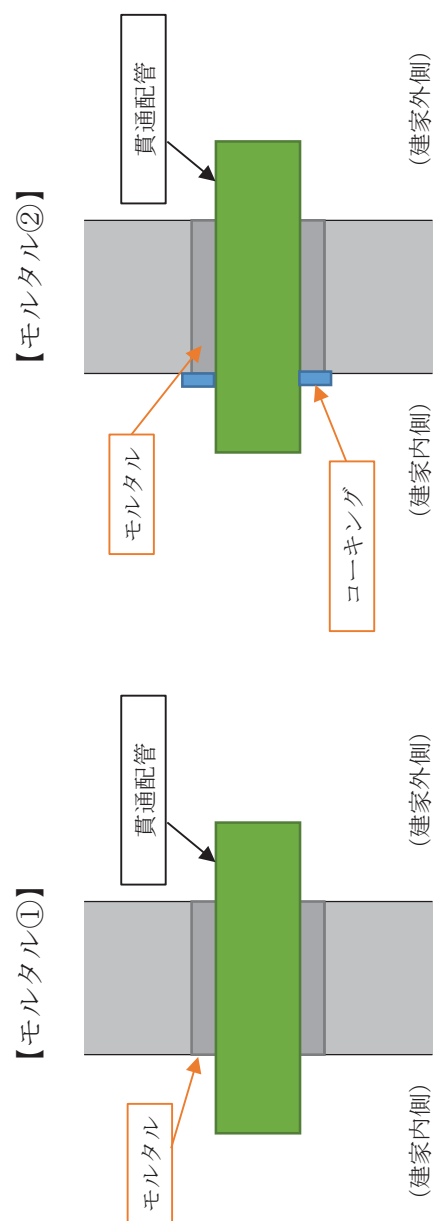 【モルタル①】
貫通配管
モルタル
(建家内側)
(建家外側)
【モルタル②】
貫通配管
モルタル
コーキング
(建家内側)
(建家外側)